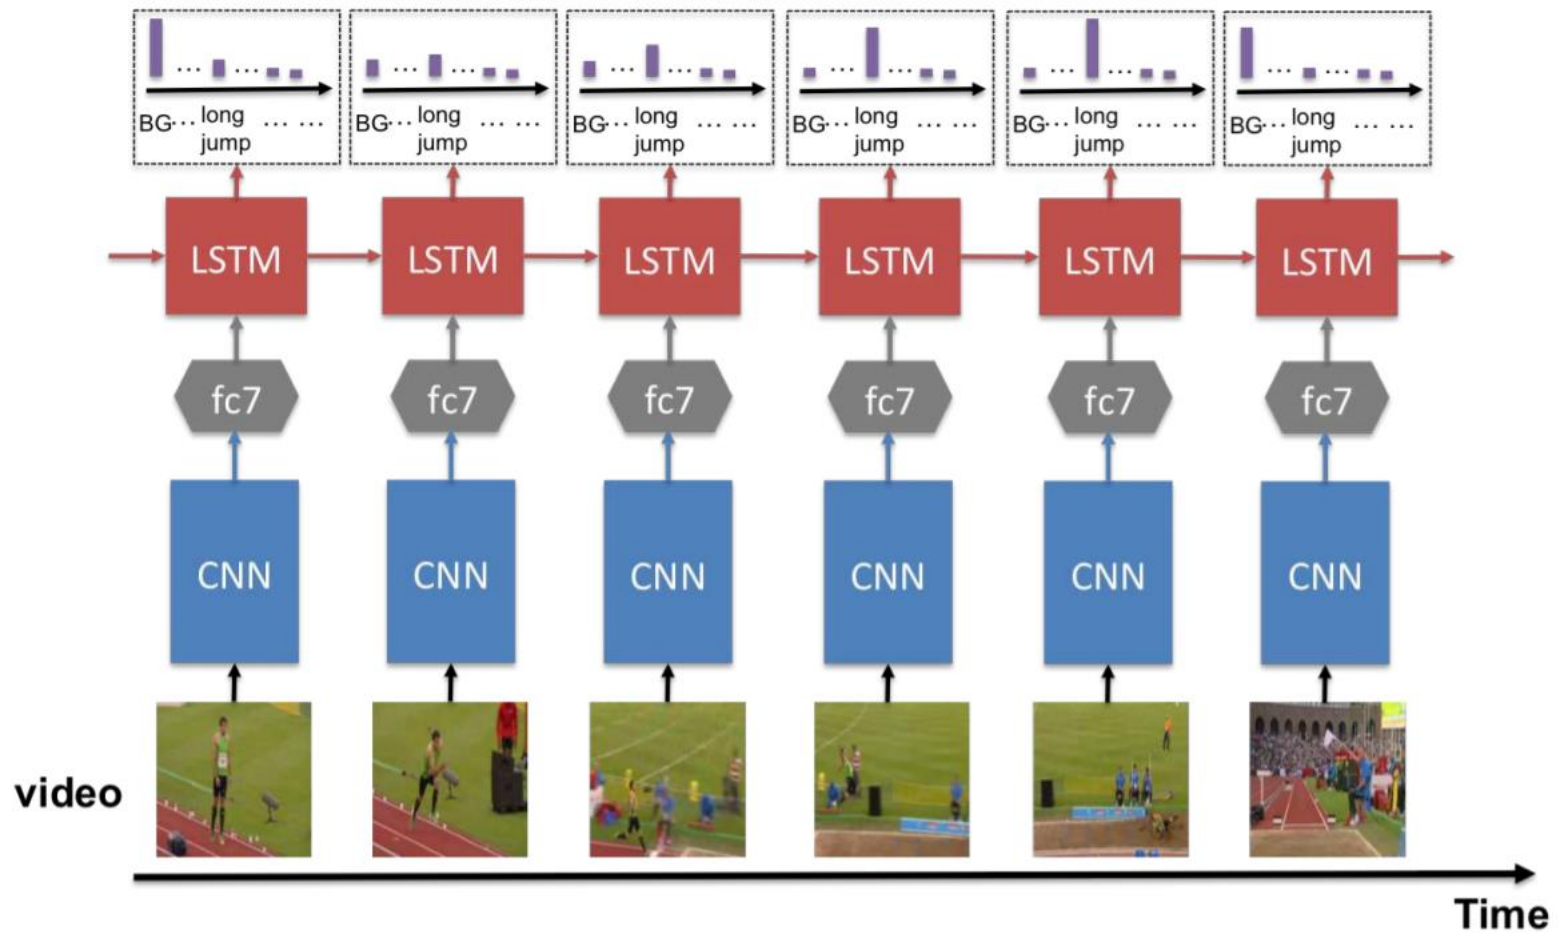 BG... long jump ... ...
BG... long jump ... ...
BG... long jump ... ...
BG... long jump ... ...
BG... long jump ... ...
BG... long jump ... ...
LSTM LSTM LSTM LSTM LSTM LSTM
fc7 fc7 fc7 fc7 fc7 fc7
CNN CNN CNN CNN CNN CNN
video
Time